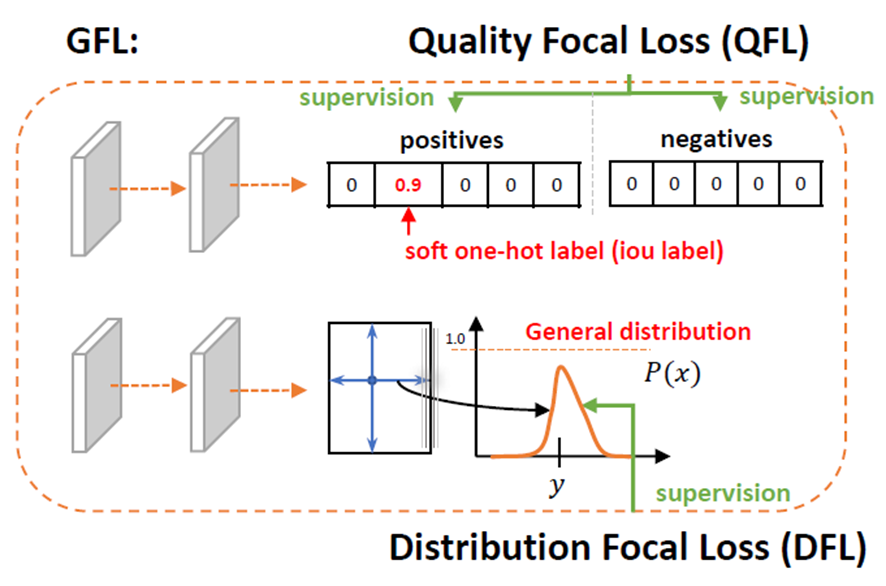 GFL:
Quality Focal Loss (QFL)
supervision
supervision
positives
negatives
0 0.9 0 0 0
0 0 0 0 0
soft one-hot label (iou label)
1.0
General distribution
P(x)
y
supervision
Distribution Focal Loss (DFL)